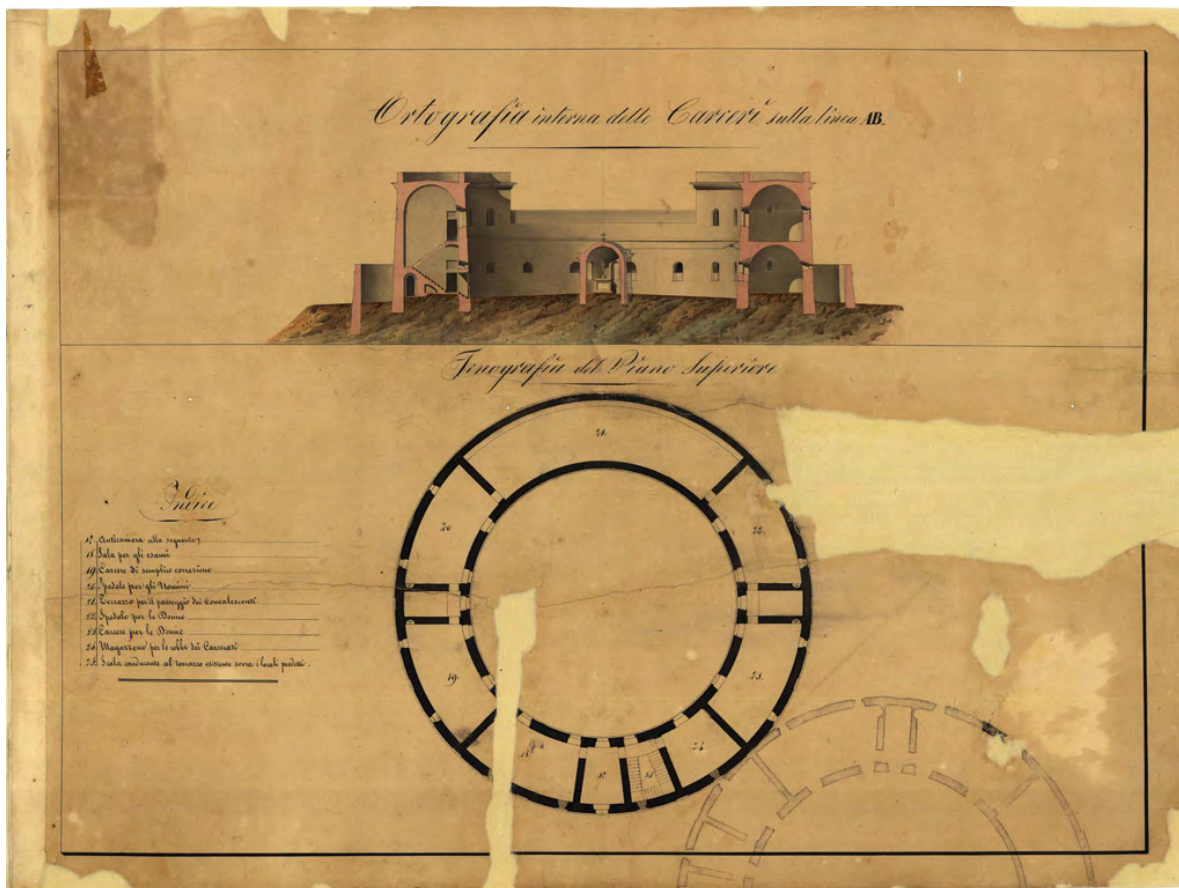 Ortografia interna delle Carceri sulla linea AB.
Icnografia del Piano Superiore
Indice
17. Anticamera alla seguente
18. Sala per gli esami
19. Carcere di semplice correzione
20. Spedale per gli Uomini
21. Terrazzo per il passeggio dei Convalescenti
22. Spedale per le Donne
23. Carcere per le Donne
24. Magazzeno per le robbe dei Carcerati
25. Scala conducente al terrazzo esistente sovra i locali predetti.
21.
20.
22.
19.
23.
18.
17.
25.
24.